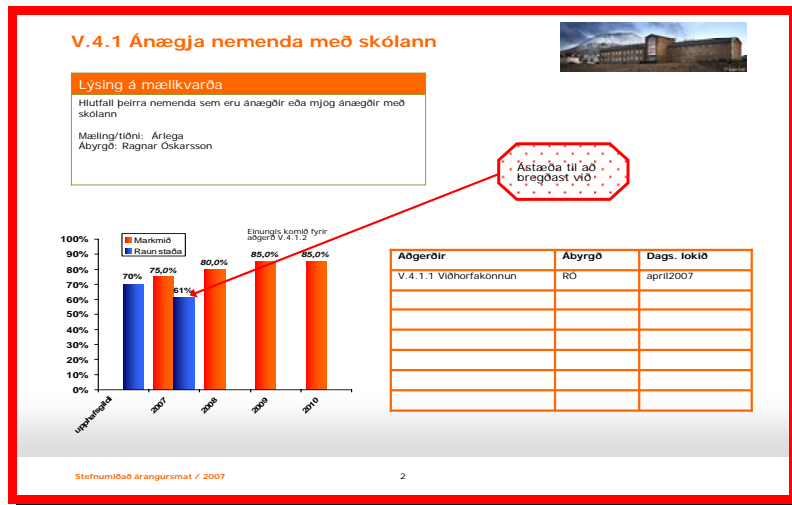 V.4.1 Ánægja nemenda með skólann
Lýsing á mælikvarða
Hlutfall þeirra nemenda sem eru ánægðir eða mjög ánægðir með
skólann
Mæling/tíðni: Árlega
Ábyrgð: Ragnar Óskarsson
Ástæða til að
bregðast við
Einungis komið fyrir
aðgerð V.4.1.2
Markmið
Raun staða
100%
90%
80%
70%
60%
50%
40%
30%
20%
10%
0%
70%
75,0%
61%
80,0%
85,0%
85,0%
upphafsgildi
2007
2008
2009
2010
Aðgerðir Ábyrgð Dags. lokið
V.4.1.1 Viðhorfakönnun RÓ april2007
Stefnumiðað árangursmat / 2007
2